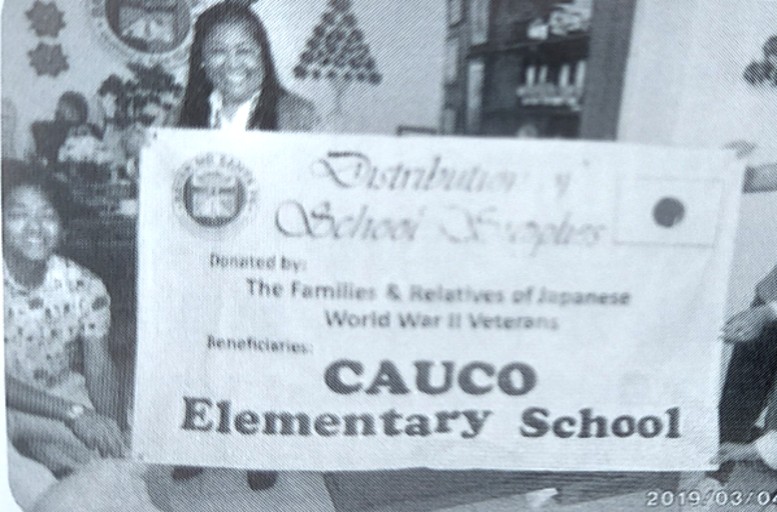 Distribution of
School Supplies
Donated by:
The Families & Relatives of Japanese
World War II Veterans
Beneficiaries:
CAUCO
Elementary School
2019/03/04